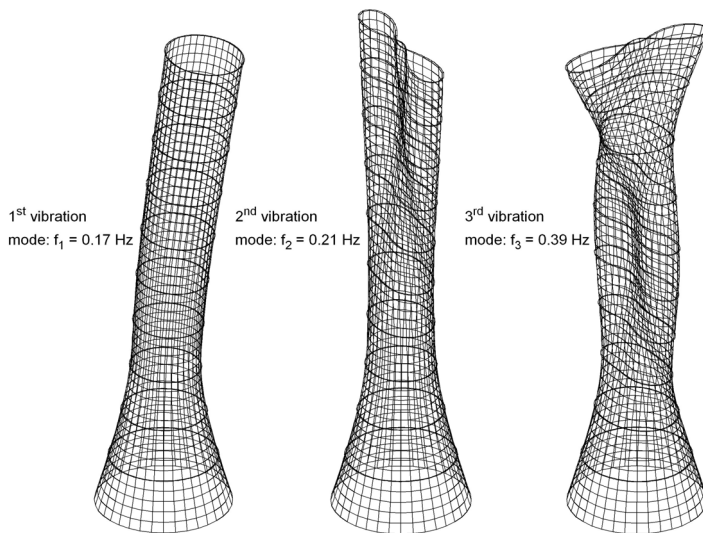 1st vibration
mode: f1 = 0.17 Hz
2nd vibration
mode: f2 = 0.21 Hz
3rd vibration
mode: f3 = 0.39 Hz